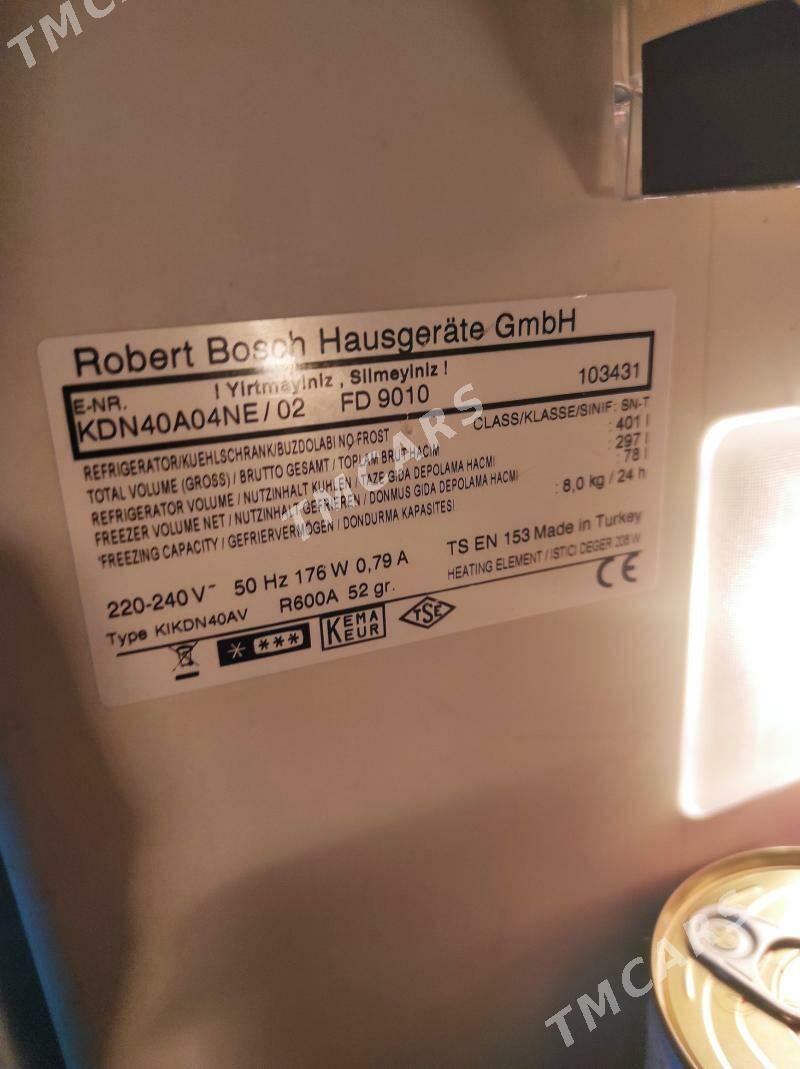 TMCARS
Robert Bosch Hausgeräte GmbH
! Yirtmayiniz , Silmeyiniz !
E-NR.
KDN40A04NE / 02 FD 9010 103431
REFRIGERATOR/KUEHLSCHRANK/BUZDOLABI NO FROST CLASS/KLASSE/SINIF: SN-T
TOTAL VOLUME (GROSS) / BRUTTO GESAMT / TOPLAM BRUT HACIM : 401 l
REFRIGERATOR VOLUME / NUTZINHALT KUHLEN / TAZE GIDA DEPOLAMA HACMI : 297 l
FREEZER VOLUME NET / NUTZINHALT GEFRIEREN / DONMUS GIDA DEPOLAMA HACMI : 78 l
*FREEZING CAPACITY / GEFRIERVERMÖGEN / DONDURMA KAPASITESI : 8,0 kg / 24 h
220-240 V~ 50 Hz 176 W 0,79 A TS EN 153 Made in Turkey
Type KIKDN40AV R600A 52 gr. HEATING ELEMENT / ISTICI DEGER 208 W
* *** KEMA EUR TSE CE
TMCARS
TMCARS